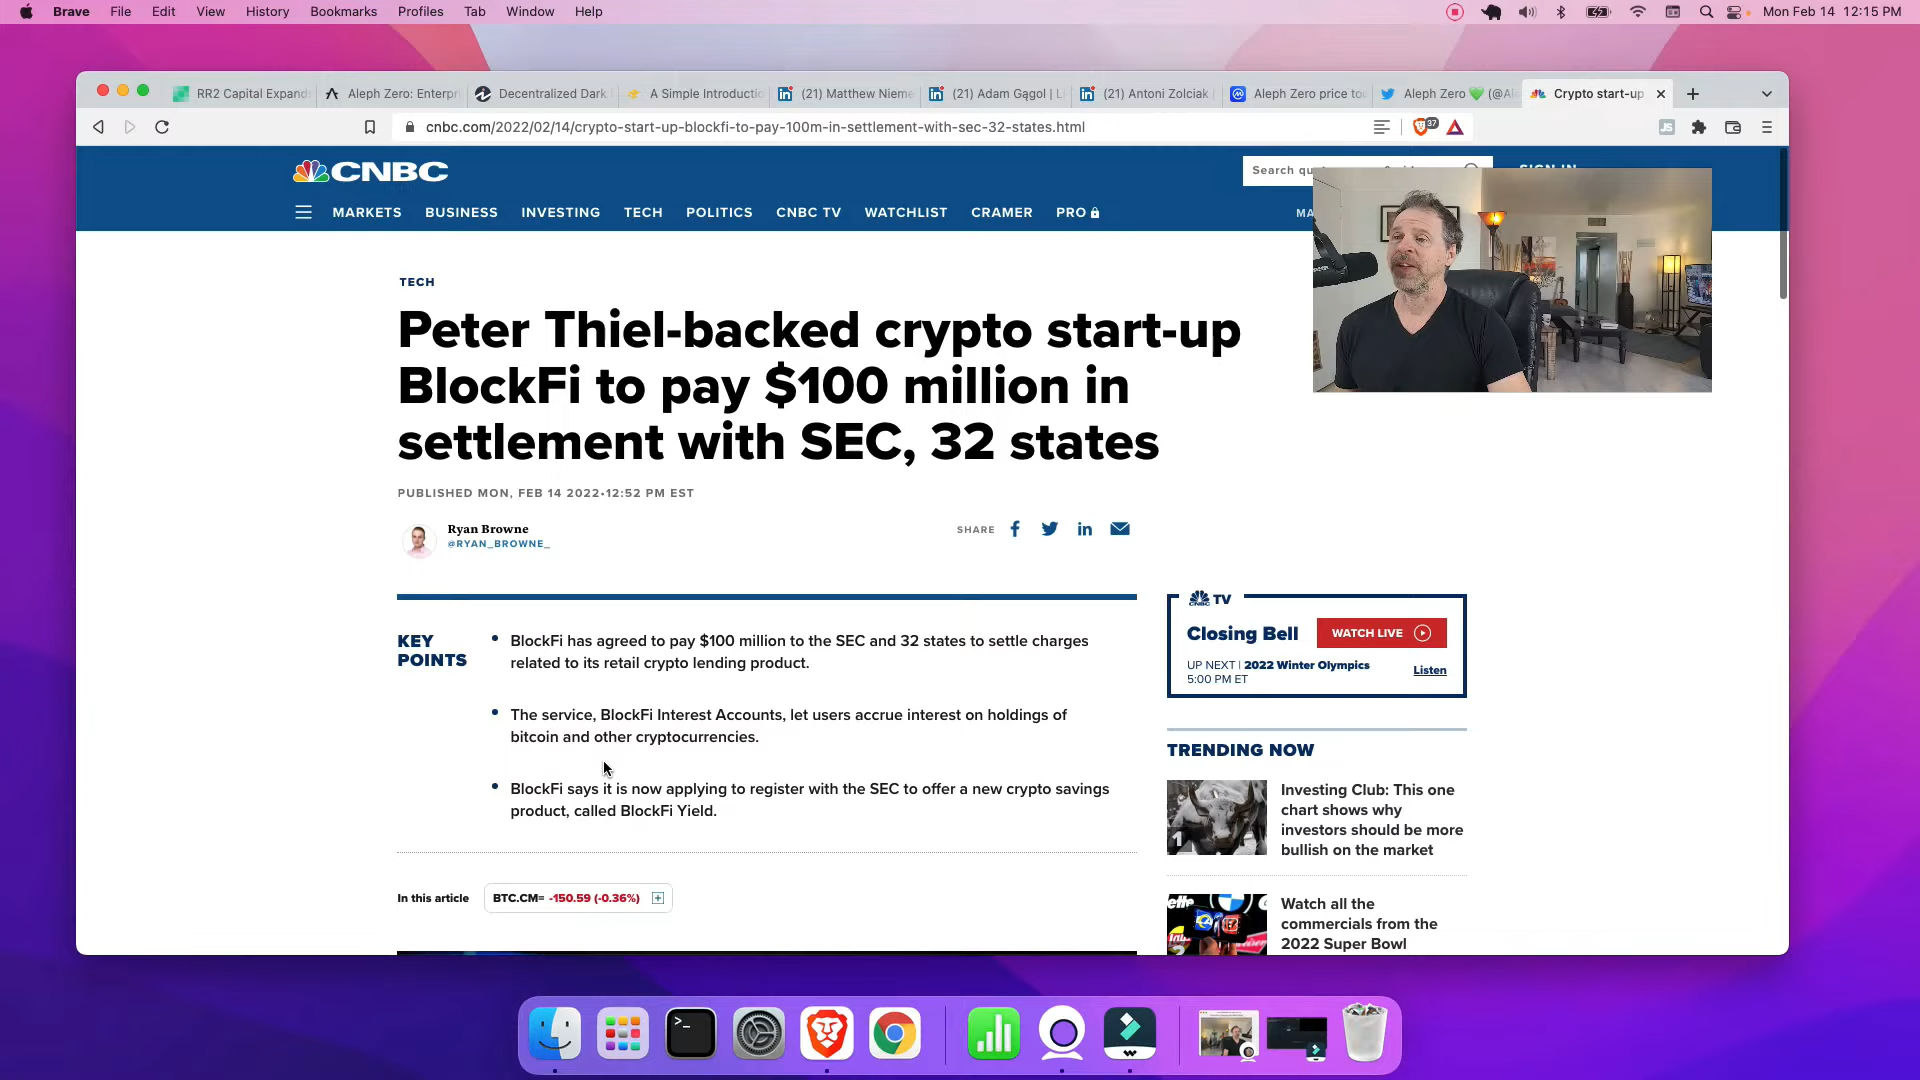 Brave File Edit View History Bookmarks Profiles Tab Window Help
Mon Feb 14 12:15 PM
RR2 Capital Expand
Aleph Zero: Enterpr
Decentralized Dark
A Simple Introductio
(21) Matthew Nieme
(21) Adam Gągol | L
(21) Antoni Zolciak
Aleph Zero price to
Aleph Zero 💚 (@Al
Crypto start-up
cnbc.com/2022/02/14/crypto-start-up-blockfi-to-pay-100m-in-settlement-with-sec-32-states.html
37
JS
CNBC
Search qu
SIGN IN
MARKETS BUSINESS INVESTING TECH POLITICS CNBC TV WATCHLIST CRAMER PRO
MA
TECH
Peter Thiel-backed crypto start-up
BlockFi to pay $100 million in
settlement with SEC, 32 states
PUBLISHED MON, FEB 14 2022•12:52 PM EST
Ryan Browne
@RYAN_BROWNE_
SHARE
KEY
POINTS
• BlockFi has agreed to pay $100 million to the SEC and 32 states to settle charges
related to its retail crypto lending product.
• The service, BlockFi Interest Accounts, let users accrue interest on holdings of
bitcoin and other cryptocurrencies.
• BlockFi says it is now applying to register with the SEC to offer a new crypto savings
product, called BlockFi Yield.
In this article
BTC.CM= -150.59 (-0.36%)
CNBC TV
Closing Bell
WATCH LIVE
UP NEXT | 2022 Winter Olympics
5:00 PM ET
Listen
TRENDING NOW
1
Investing Club: This one
chart shows why
investors should be more
bullish on the market
2
Watch all the
commercials from the
2022 Super Bowl